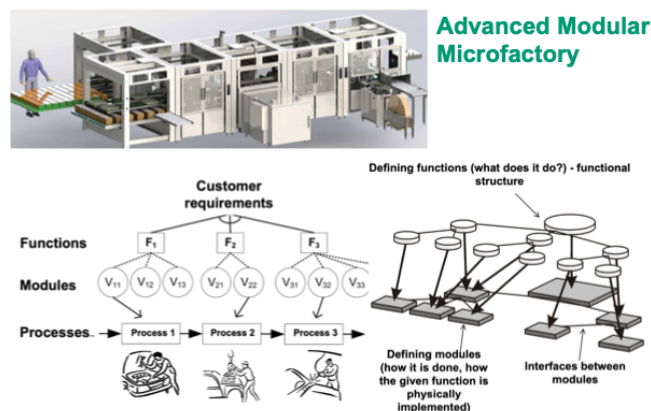 Advanced Modular
Microfactory
Customer
requirements
Functions
F1
F2
F3
Modules
V11
V12
V13
V21
V22
V31
V32
V33
Processes
Process 1
Process 2
Process 3
Defining functions (what does it do?) - functional
structure
Defining modules
(how it is done, how
the given function is
physically
implemented)
Interfaces between
modules